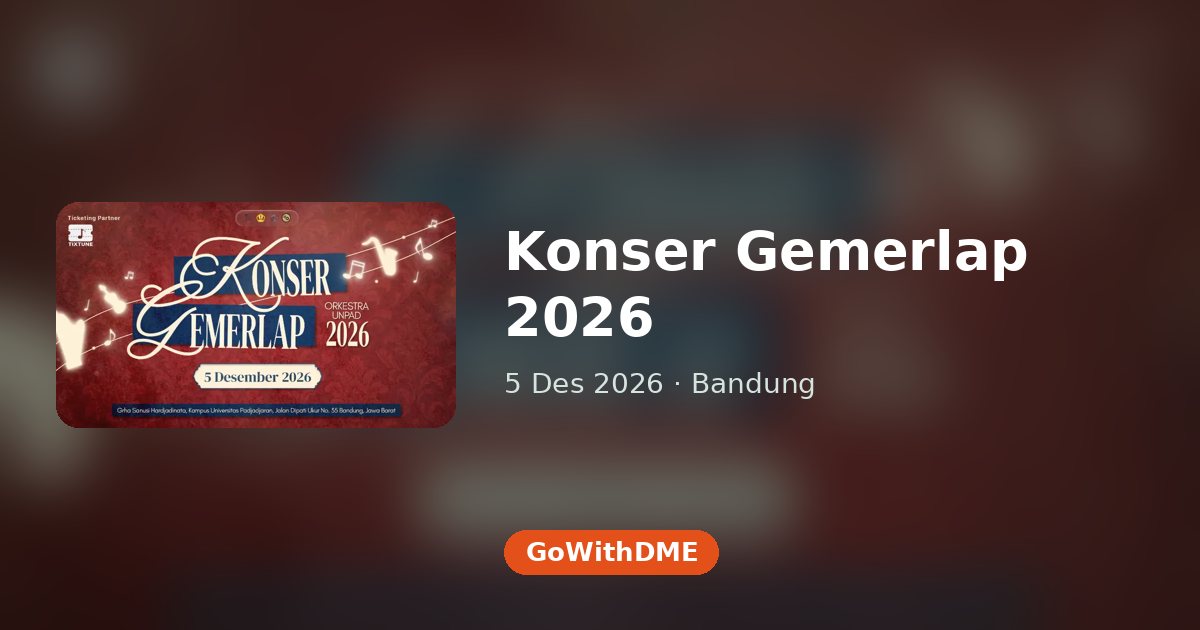 Ticketing Partner
TIXTUNE
KONSER
GEMERLAP
ORKESTRA
UNPAD
2026
5 Desember 2026
Grha Sanusi Hardjadinata, Kampus Universitas Padjadjaran, Jalan Dipati Ukur No. 35 Bandung, Jawa Barat
Konser Gemerlap
2026
5 Des 2026 · Bandung
GoWithDME